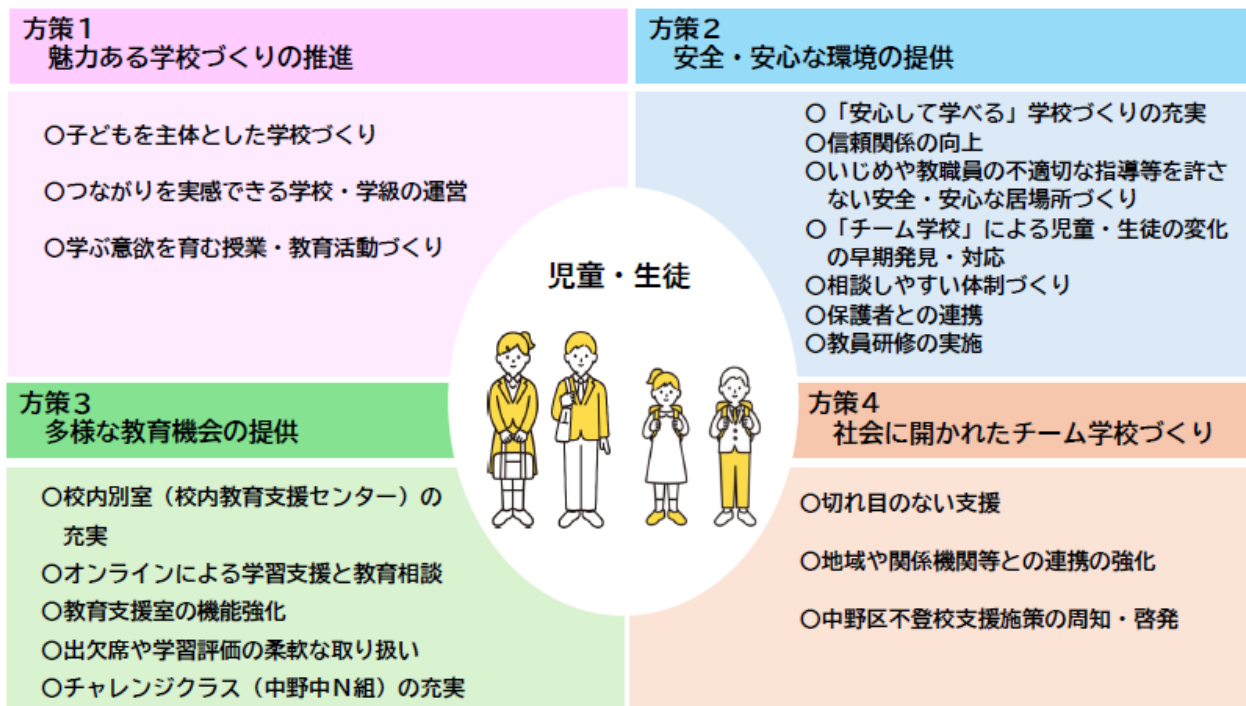 方策１
魅力ある学校づくりの推進
〇子どもを主体とした学校づくり
〇つながりを実感できる学校・学級の運営
〇学ぶ意欲を育む授業・教育活動づくり
方策２
安全・安心な環境の提供
〇「安心して学べる」学校づくりの充実
〇信頼関係の向上
〇いじめや教職員の不適切な指導等を許さ
ない安全・安心な居場所づくり
〇「チーム学校」による児童・生徒の変化
の早期発見・対応
〇相談しやすい体制づくり
〇保護者との連携
〇教員研修の実施
児童・生徒
方策３
多様な教育機会の提供
〇校内別室（校内教育支援センター）の
充実
〇オンラインによる学習支援と教育相談
〇教育支援室の機能強化
〇出欠席や学習評価の柔軟な取り扱い
〇チャレンジクラス（中野中Ｎ組）の充実
方策４
社会に開かれたチーム学校づくり
〇切れ目のない支援
〇地域や関係機関等との連携の強化
〇中野区不登校支援施策の周知・啓発